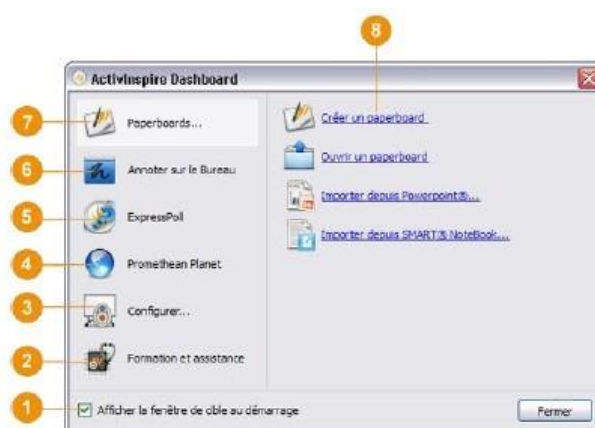 8
ActivInspire Dashboard
7 Paperboards... Créer un paperboard
6 Annoter sur le Bureau Ouvrir un paperboard
5 ExpressPoll Importer depuis Powerpoint®...
4 Promethean Planet Importer depuis SMART® NoteBook...
3 Configurer...
2 Formation et assistance
1 Afficher la fenêtre de cible au démarrage Fermer